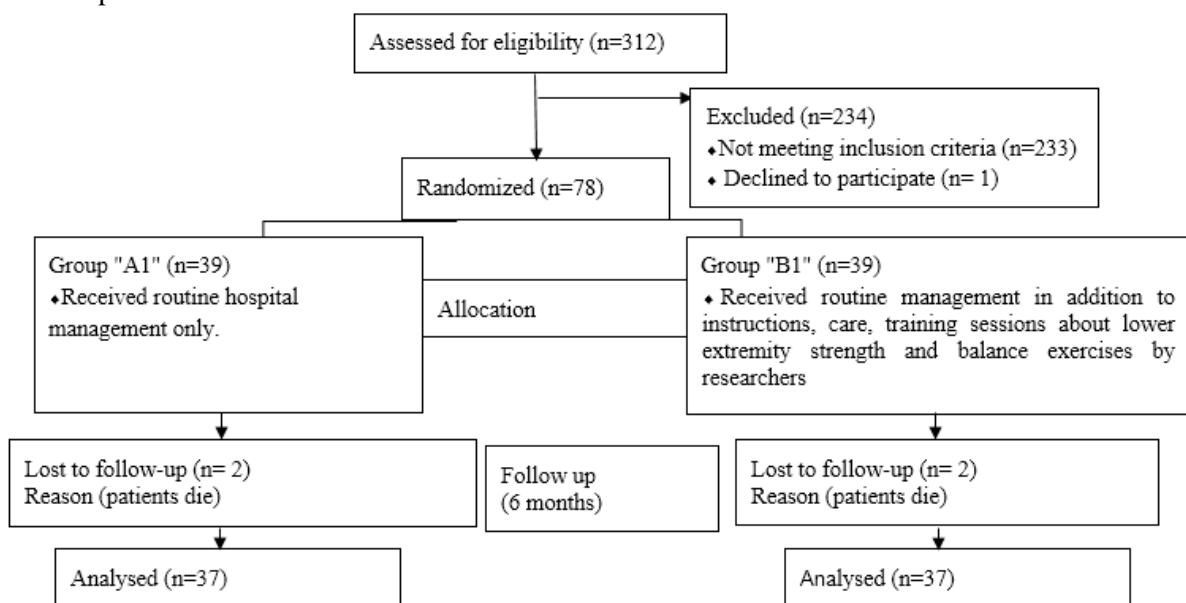 Assessed for eligibility (n=312)
Excluded (n=234)
⬥Not meeting inclusion criteria (n=233)
⬥ Declined to participate (n= 1)
Randomized (n=78)
Group "A1" (n=39)
⬥Received routine hospital
management only.
Allocation
Group "B1" (n=39)
⬥ Received routine management in addition to
instructions, care, training sessions about lower
extremity strength and balance exercises by
researchers
Lost to follow-up (n= 2)
Reason (patients die)
Follow up
(6 months)
Lost to follow-up (n= 2)
Reason (patients die)
Analysed (n=37)
Analysed (n=37)